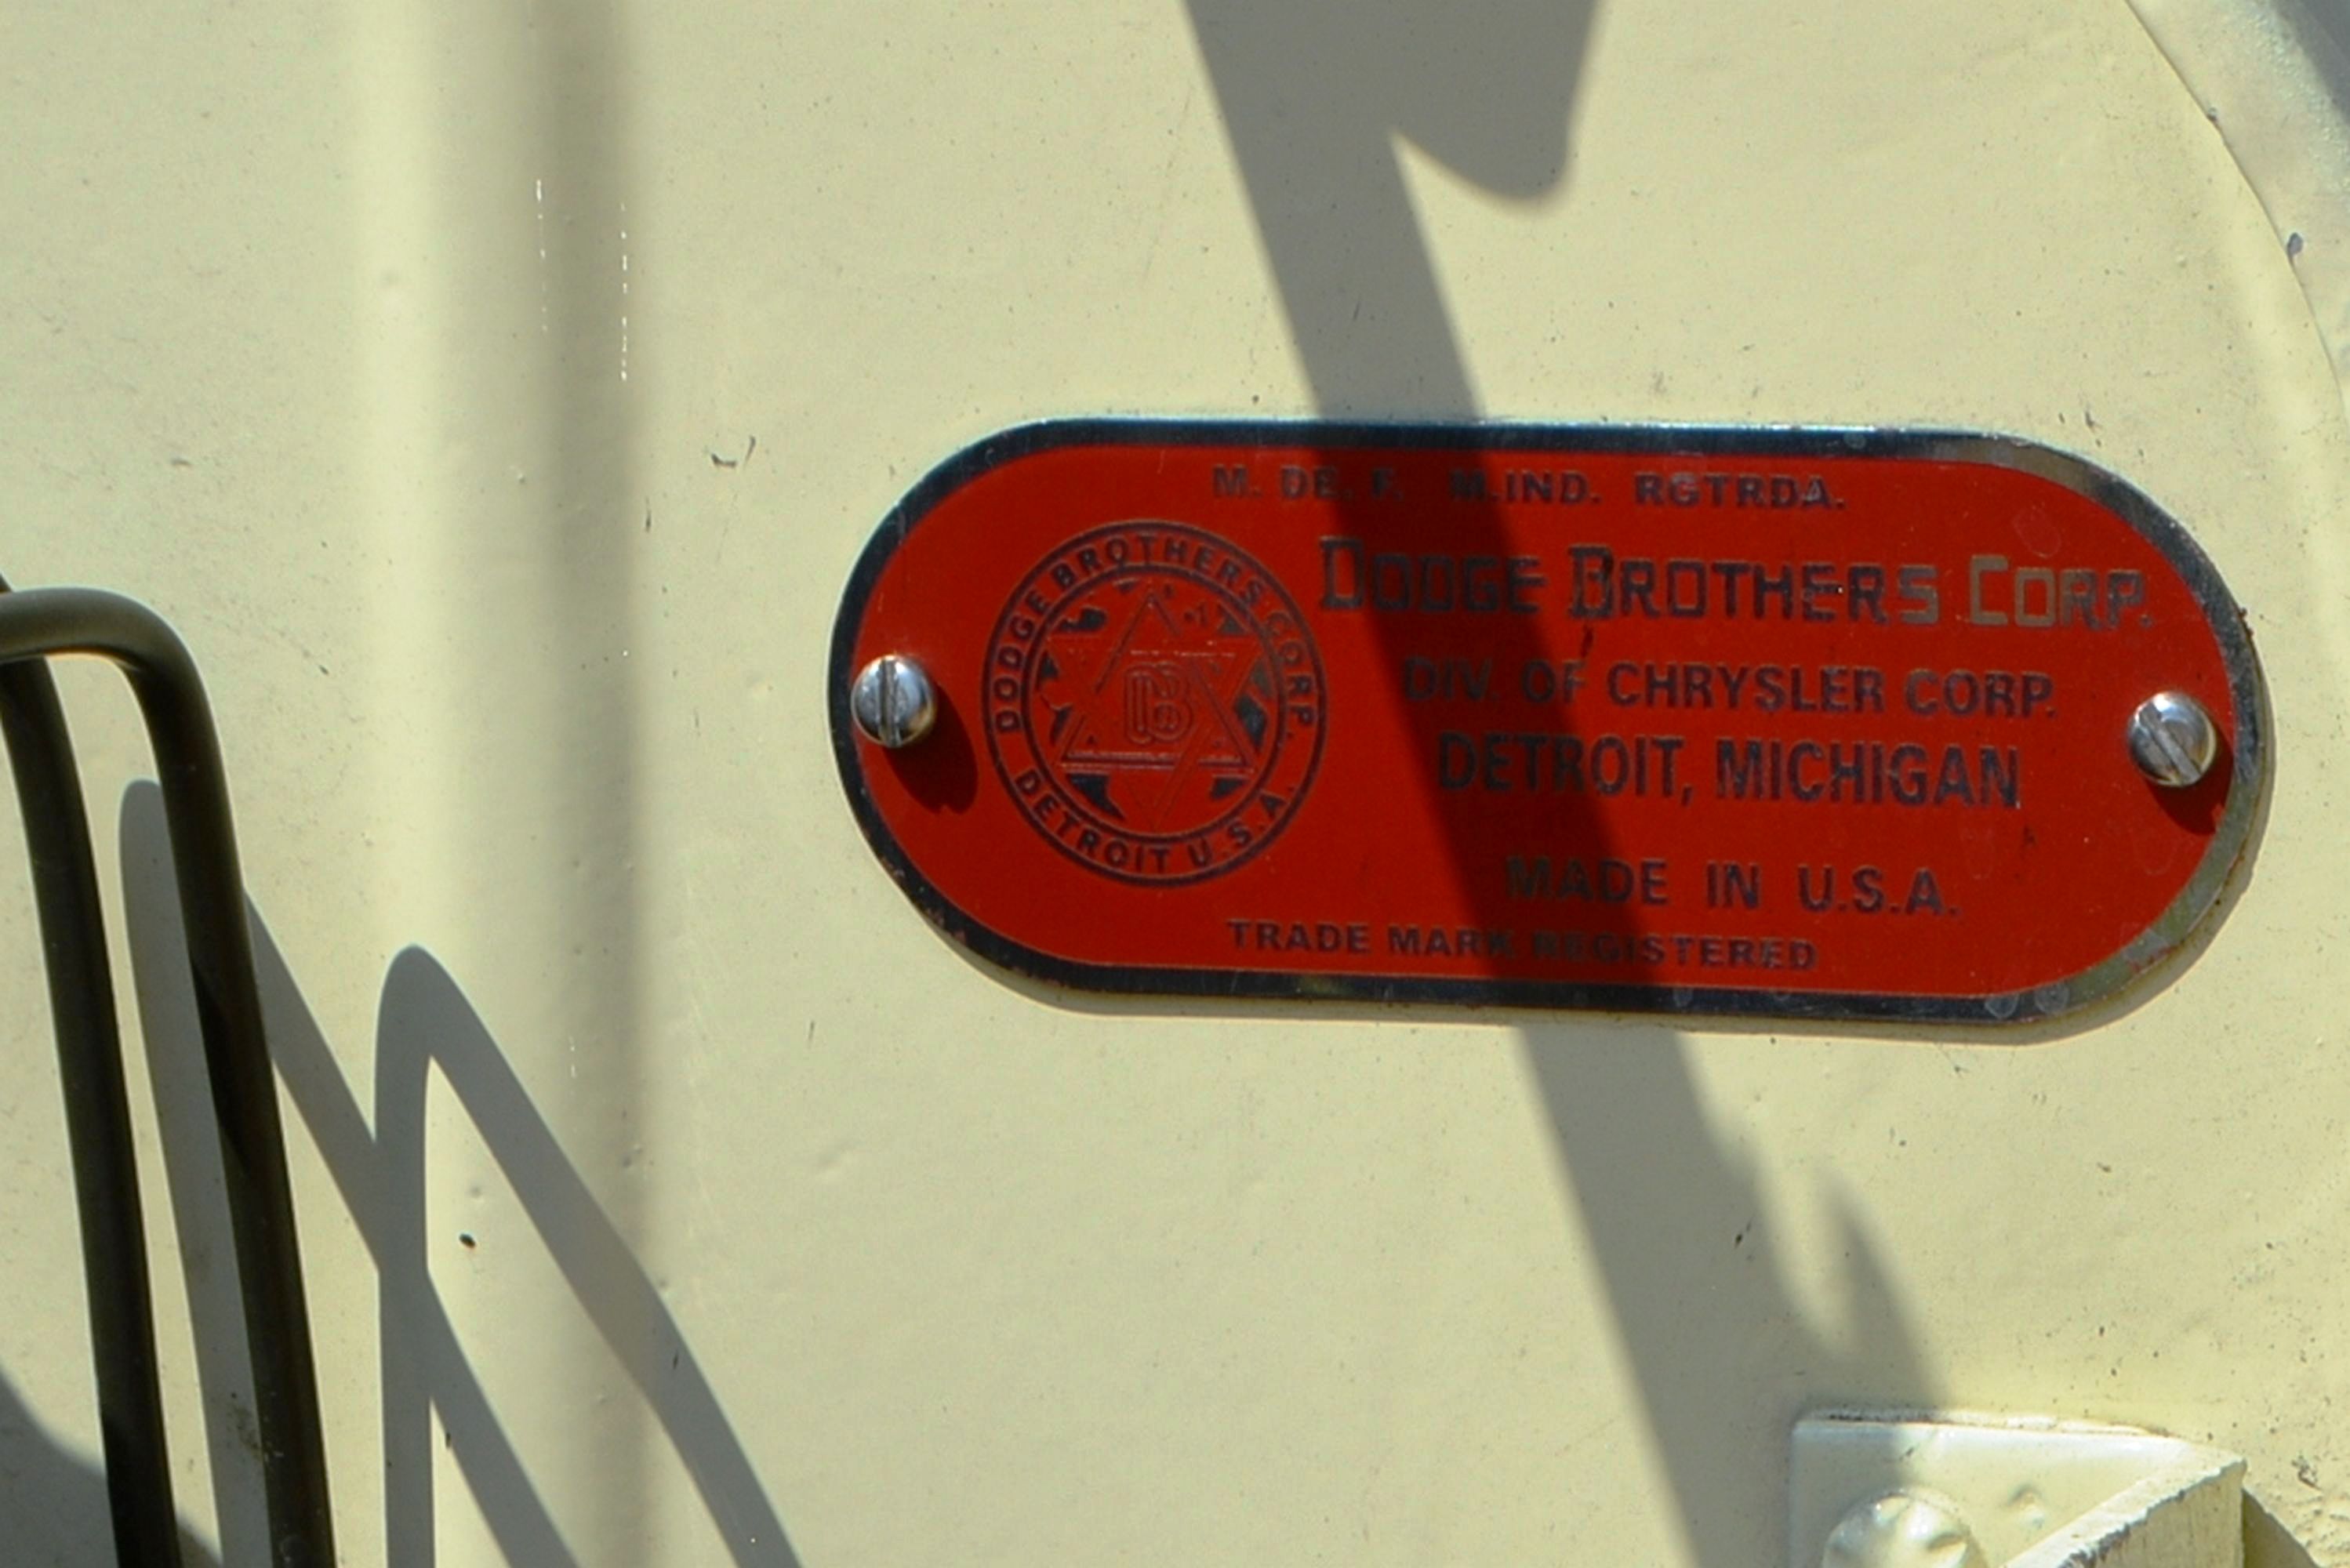 M. DE. F. M.IND. RGTRDA.
DODGE BROTHERS CORP.
DETROIT U.S.A.
DB
DODGE BROTHERS CORP.
DIV. OF CHRYSLER CORP.
DETROIT, MICHIGAN
MADE IN U.S.A.
TRADE MARK REGISTERED